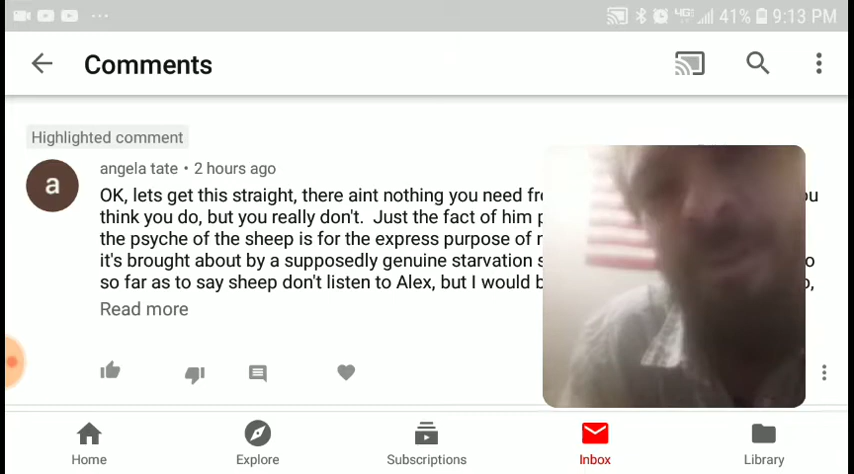 41% 9:13 PM
Comments
Highlighted comment
a
angela tate • 2 hours ago
OK, lets get this straight, there aint nothing you need
think you do, but you really don't. Just the fact of him
the psyche of the sheep is for the express purpose of
it's brought about by a supposedly genuine starvation
so far as to say sheep don't listen to Alex, but I would
Read more
Home Explore Subscriptions Inbox Library